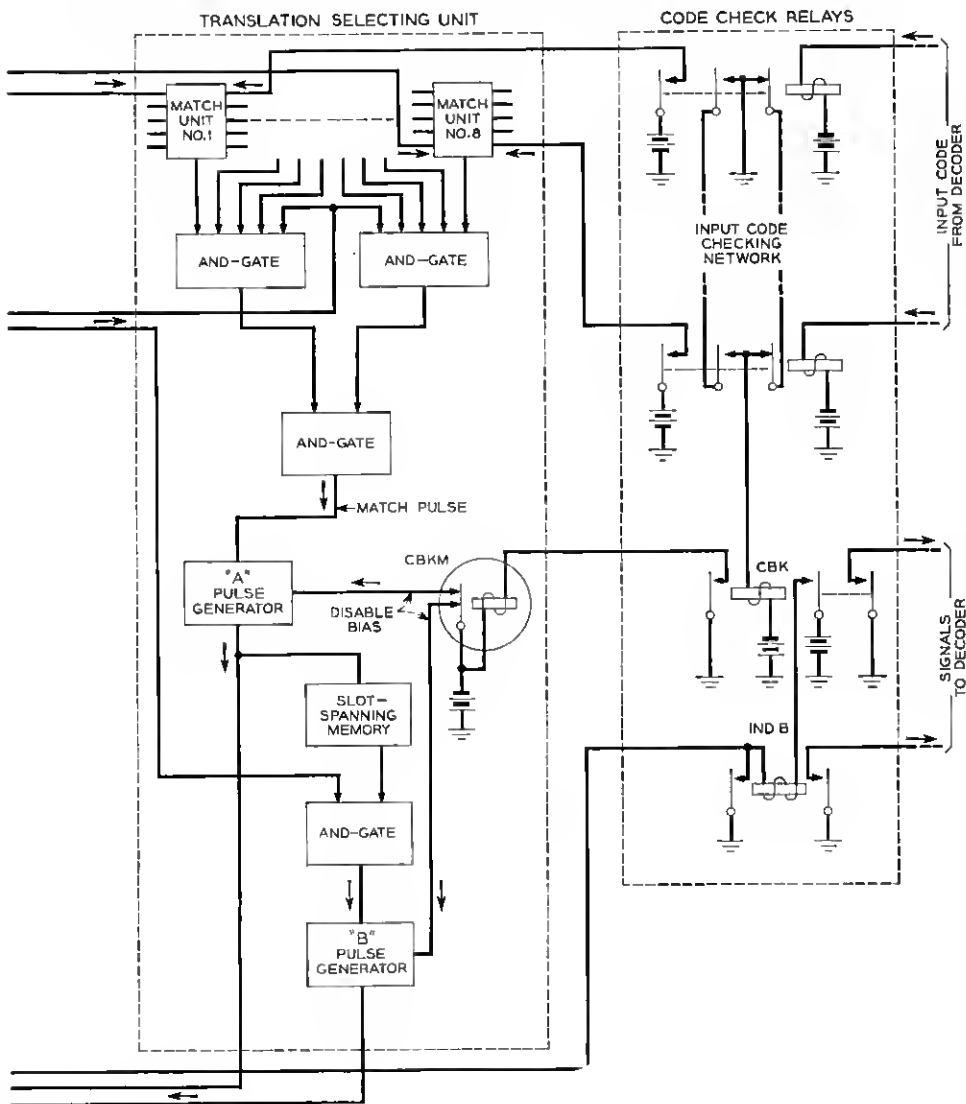 TRANSLATION SELECTING UNIT
CODE CHECK RELAYS
MATCH
UNIT
NO.1
MATCH
UNIT
NO.8
AND-GATE
AND-GATE
INPUT CODE
CHECKING
NETWORK
INPUT CODE
FROM DECODER
AND-GATE
MATCH PULSE
CBKM
"A"
PULSE
GENERATOR
DISABLE
BIAS
CBK
SLOT-
SPANNING
MEMORY
SIGNALS
TO DECODER
IND B
AND-GATE
"B"
PULSE
GENERATOR